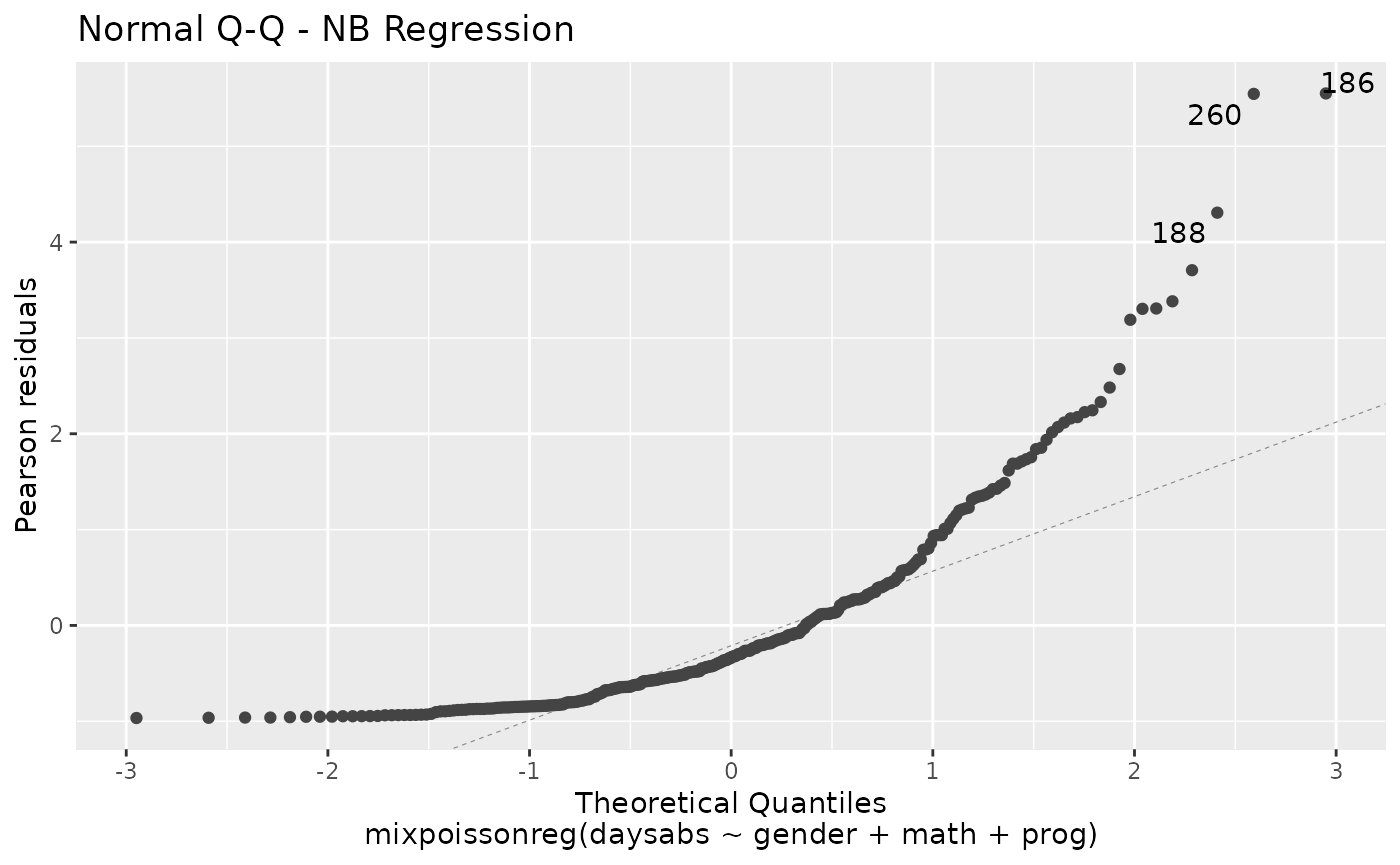 Normal Q-Q - NB Regression
186
260
188
4
2
0
Pearson residuals
-3 -2 -1 0 1 2 3
Theoretical Quantiles
mixpoissonreg(daysabs ~ gender + math + prog)